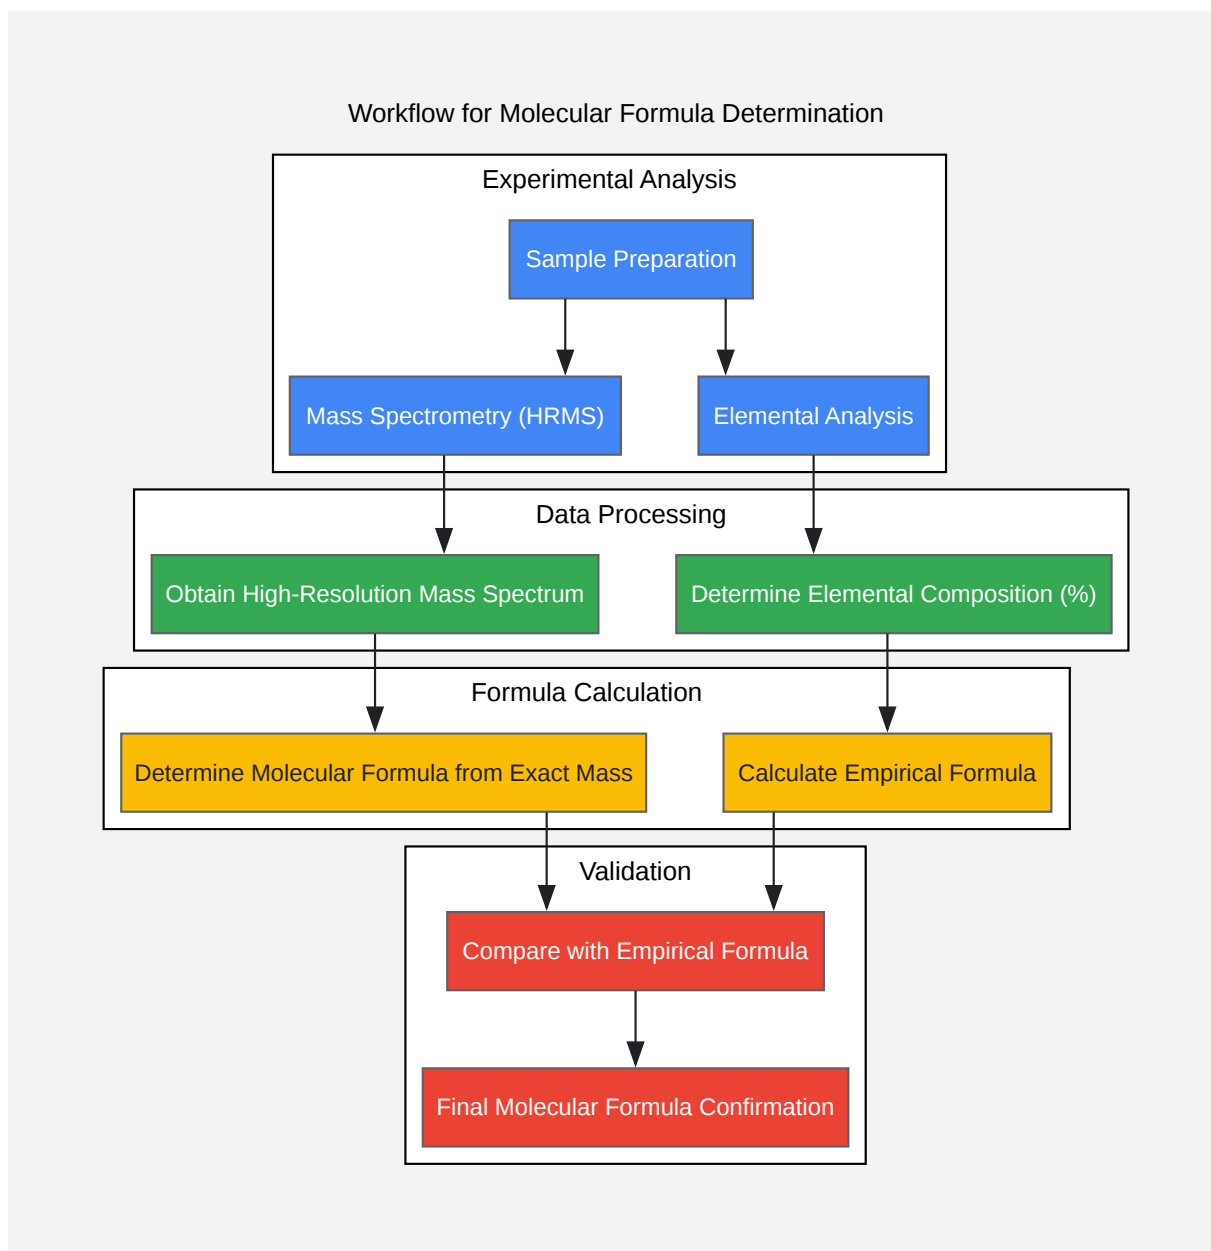 Workflow for Molecular Formula Determination
Experimental Analysis
Sample Preparation
Mass Spectrometry (HRMS)
Elemental Analysis
Data Processing
Obtain High-Resolution Mass Spectrum
Determine Elemental Composition (%)
Formula Calculation
Determine Molecular Formula from Exact Mass
Calculate Empirical Formula
Validation
Compare with Empirical Formula
Final Molecular Formula Confirmation